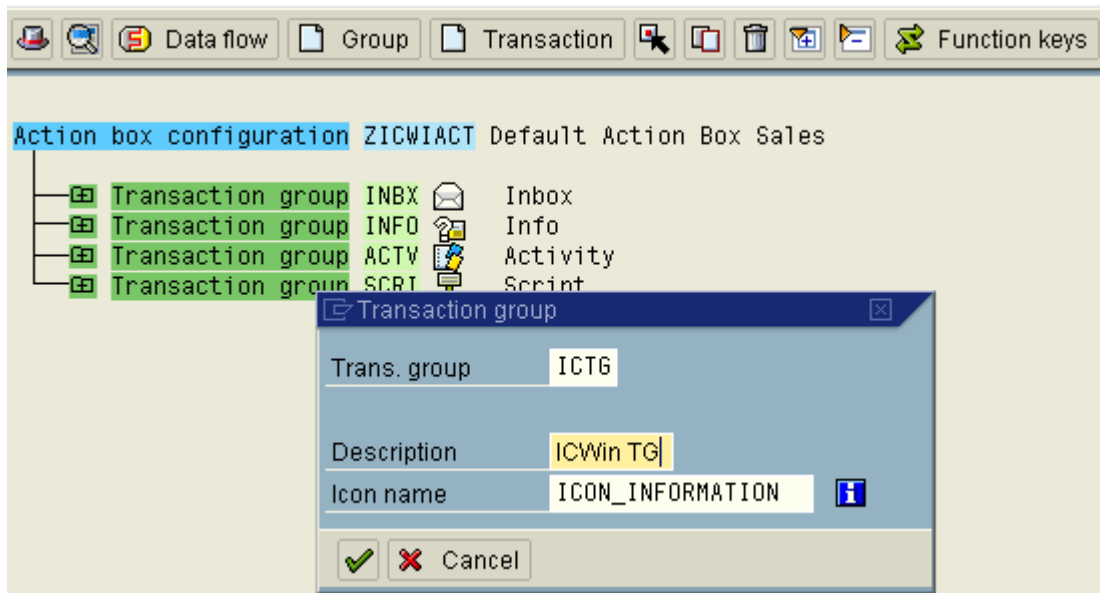 Data flow Group Transaction Function keys
Action box configuration ZICWIACT Default Action Box Sales
Transaction group INBX Inbox
Transaction group INFO Info
Transaction group ACTV Activity
Transaction group SCRI Script
Transaction group
Trans. group ICTG
Description ICWin TG
Icon name ICON_INFORMATION
Cancel